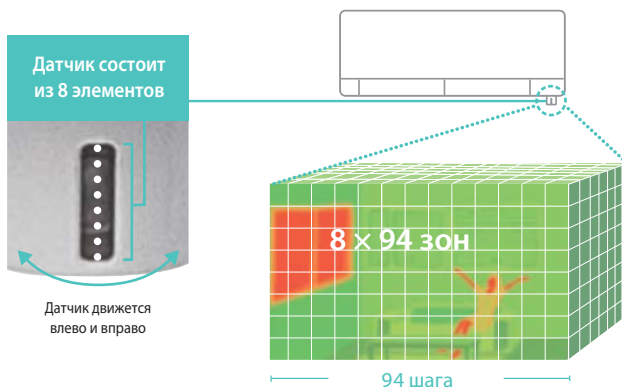 Датчик состоит
из 8 элементов
8 × 94 зон
Датчик движется
влево и вправо
94 шага